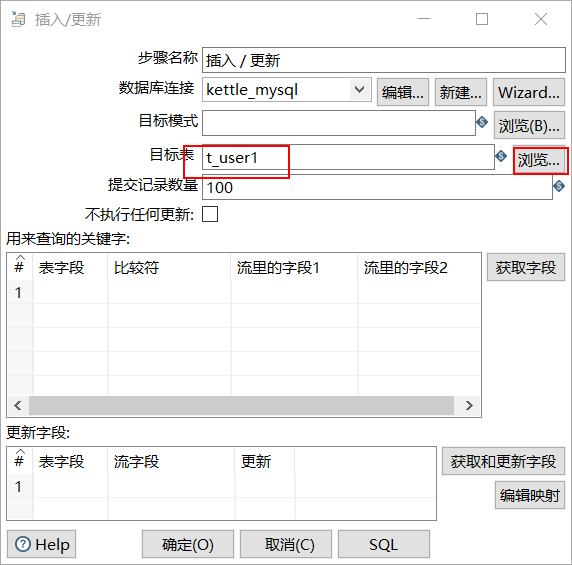 插入/更新
步骤名称 插入 / 更新
数据库连接 kettle_mysql 编辑... 新建... Wizard...
目标模式 浏览(B)...
目标表 t_user1 浏览...
提交记录数量 100
不执行任何更新:
用来查询的关键字:
# 表字段 比较符 流里的字段1 流里的字段2 获取字段
1
更新字段:
# 表字段 流字段 更新 获取和更新字段
1 编辑映射
Help 确定(O) 取消(C) SQL